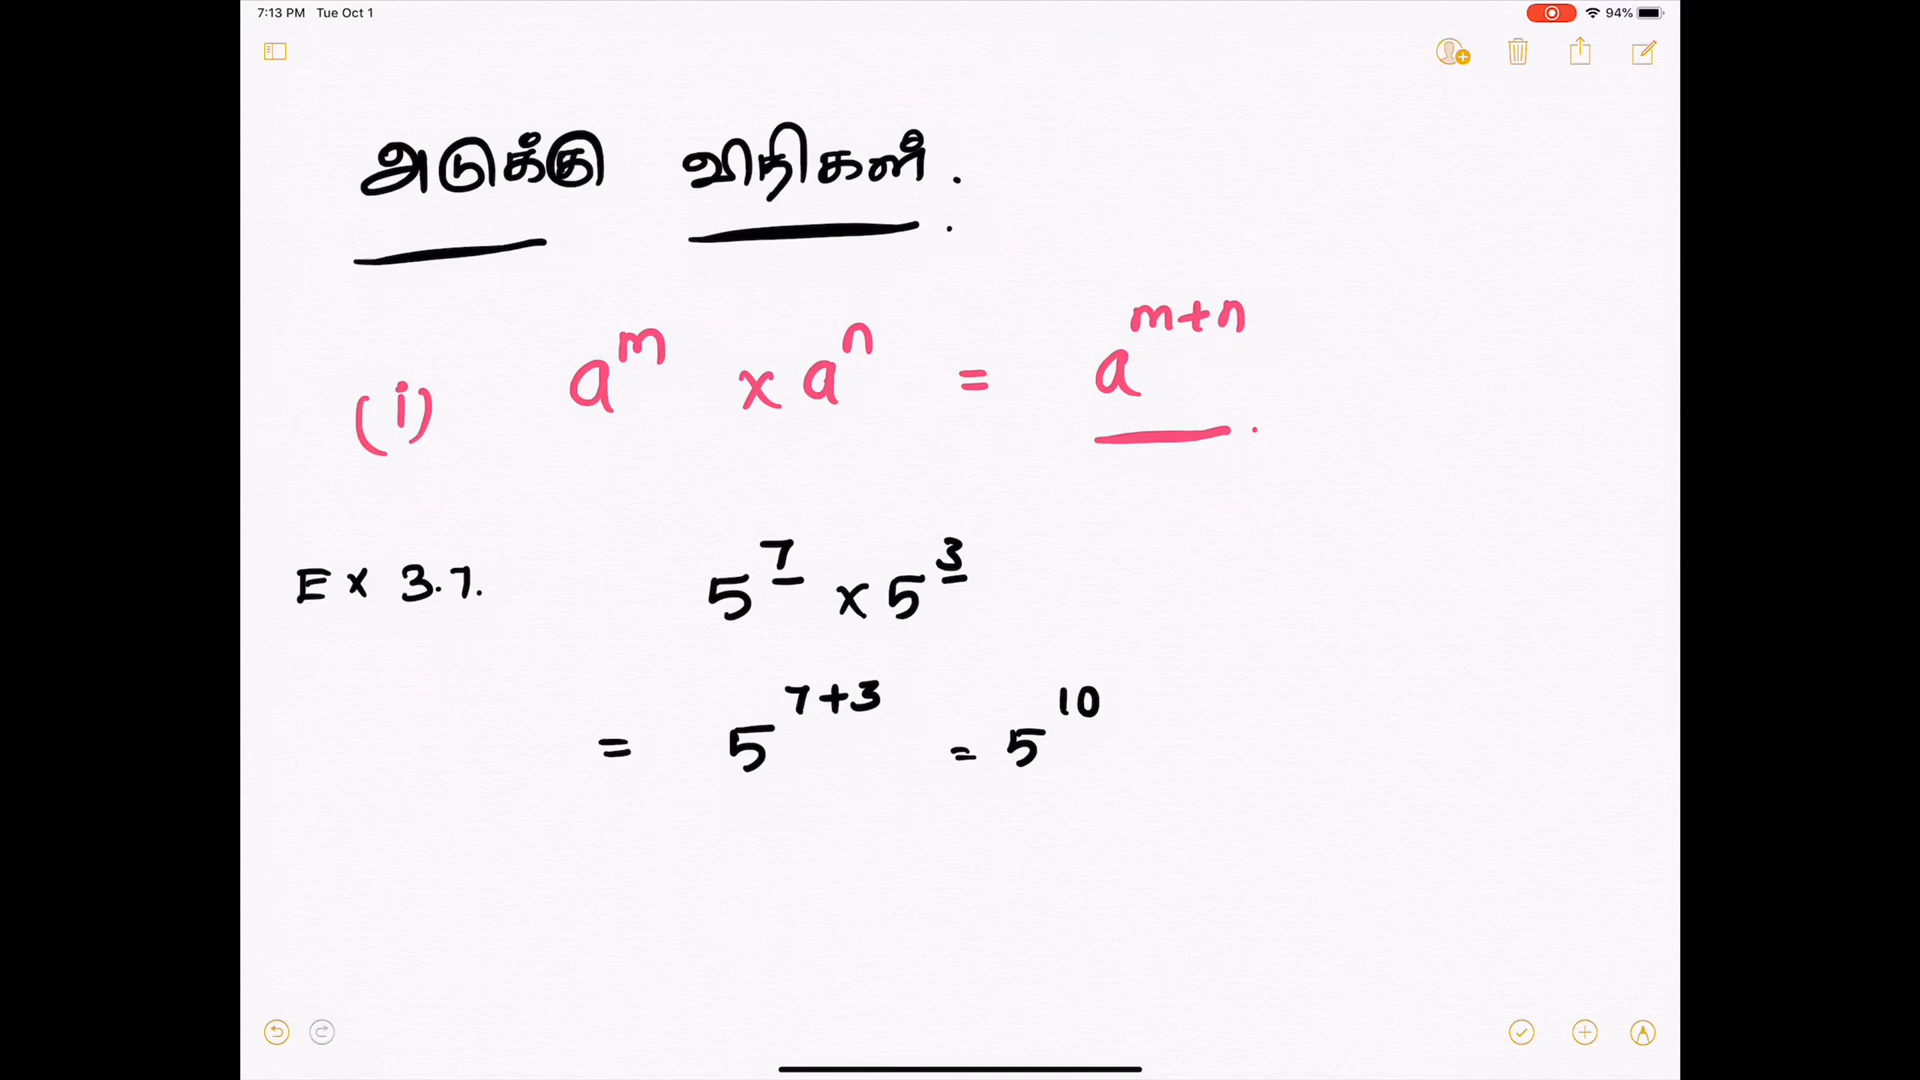 7:13 PM Tue Oct 1 94%
அடுக்கு விதிகள்.
(i) a^m x a^n = a^{m+n}.
Ex 3.7. 5^7 x 5^3
= 5^{7+3} = 5^{10}